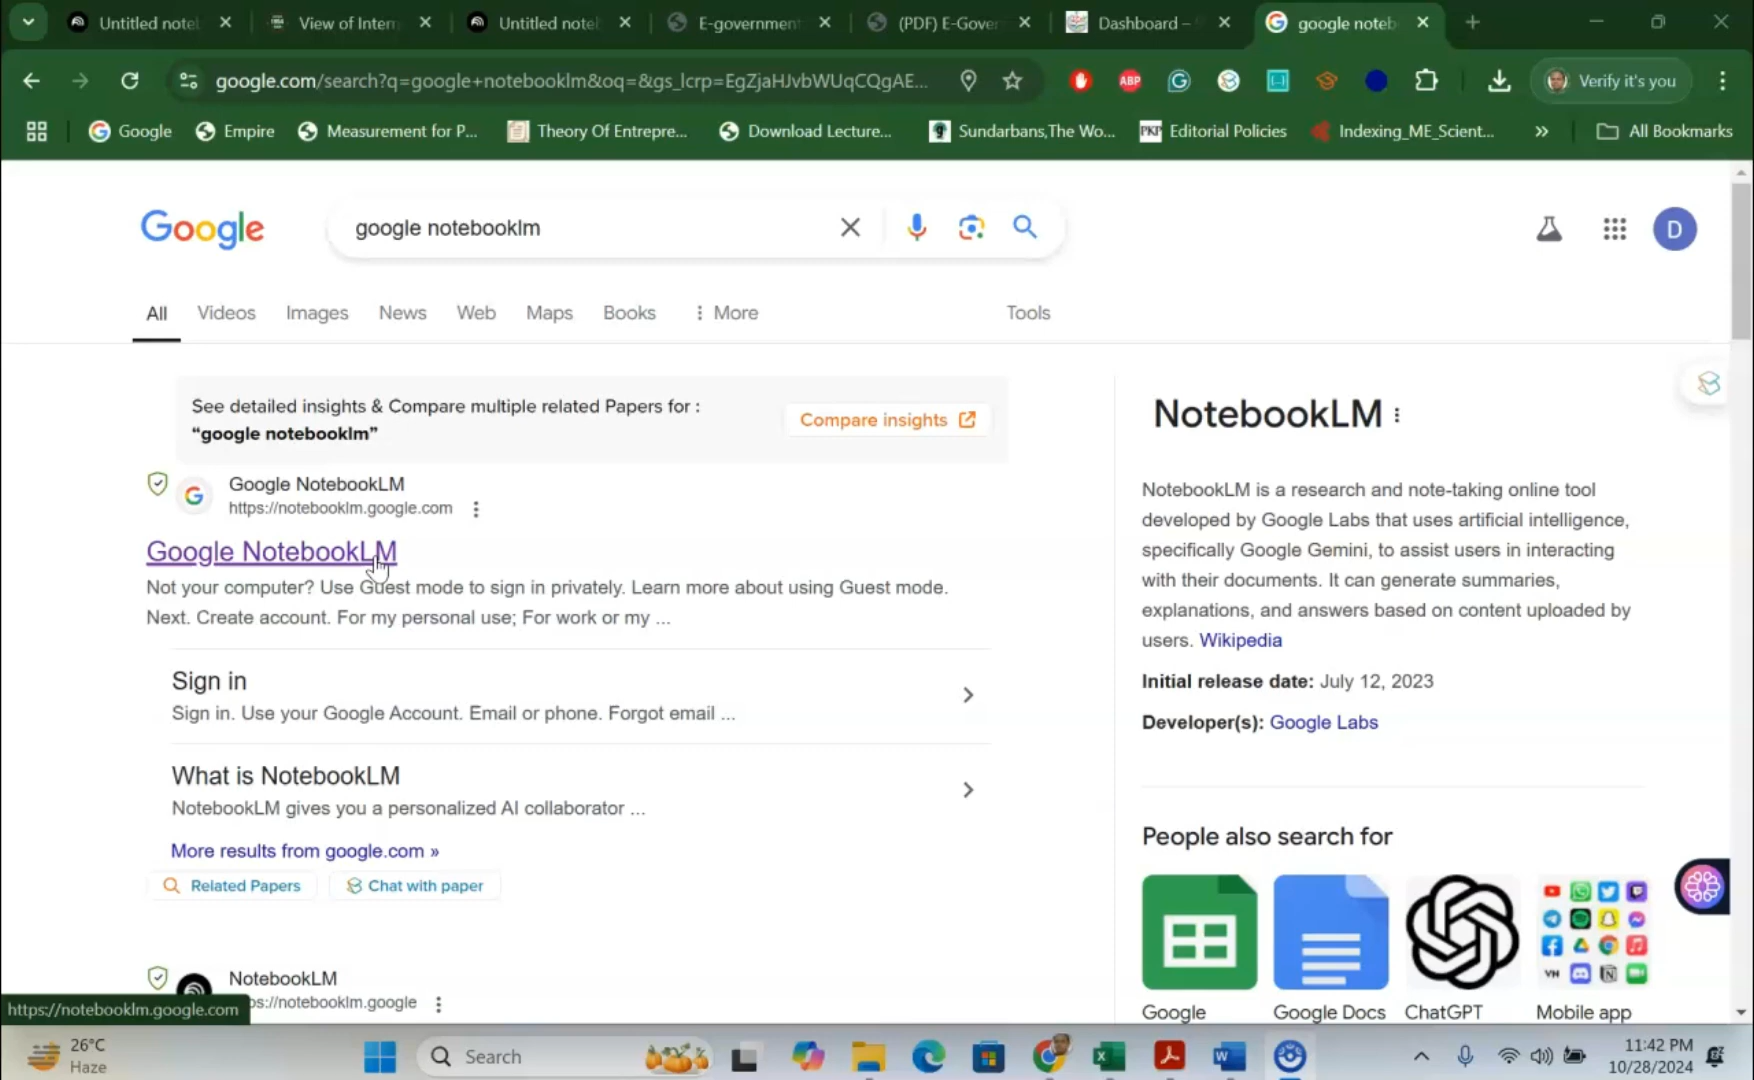 Untitled note
View of Intern
Untitled note
E-government
(PDF) E-Gover
Dashboard –
google noteb
google.com/search?q=google+notebooklm&oq=&gs_lcrp=EgZjaHJvbWUqCQgAE...
ABP
Verify it's you
Google
Empire
Measurement for P...
Theory Of Entrepre...
Download Lecture...
Sundarbans,The Wo...
PKP
Editorial Policies
Indexing_ME_Scient...
»
All Bookmarks
Google
google notebooklm
D
All
Videos
Images
News
Web
Maps
Books
More
Tools
See detailed insights & Compare multiple related Papers for :
“google notebooklm”
Compare insights
Google NotebookLM
https://notebooklm.google.com
Google NotebookLM
Not your computer? Use Guest mode to sign in privately. Learn more about using Guest mode.
Next. Create account. For my personal use; For work or my ...
Sign in
Sign in. Use your Google Account. Email or phone. Forgot email ...
What is NotebookLM
NotebookLM gives you a personalized AI collaborator ...
More results from google.com »
Related Papers
Chat with paper
NotebookLM
ps://notebooklm.google
https://notebooklm.google.com
NotebookLM
NotebookLM is a research and note-taking online tool
developed by Google Labs that uses artificial intelligence,
specifically Google Gemini, to assist users in interacting
with their documents. It can generate summaries,
explanations, and answers based on content uploaded by
users. Wikipedia
Initial release date: July 12, 2023
Developer(s): Google Labs
People also search for
Google
Google Docs
ChatGPT
Mobile app
26°C
Haze
Search
11:42 PM
10/28/2024